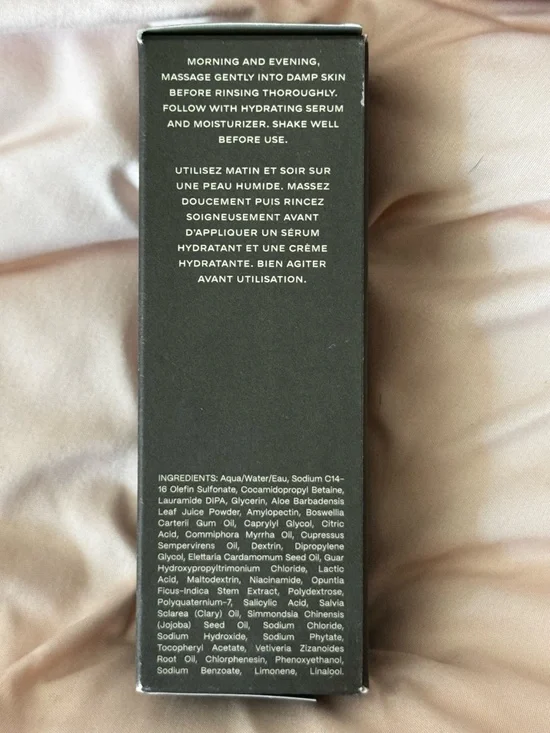 MORNING AND EVENING,
MASSAGE GENTLY INTO DAMP SKIN
BEFORE RINSING THOROUGHLY.
FOLLOW WITH HYDRATING SERUM
AND MOISTURIZER. SHAKE WELL
BEFORE USE.
UTILISEZ MATIN ET SOIR SUR
UNE PEAU HUMIDE. MASSEZ
DOUCEMENT PUIS RINCEZ
SOIGNEUSEMENT AVANT
D'APPLIQUER UN SÉRUM
HYDRATANT ET UNE CRÈME
HYDRATANTE. BIEN AGITER
AVANT UTILISATION.
INGREDIENTS: Aqua/Water/Eau, Sodium C14-
16 Olefin Sulfonate, Cocamidopropyl Betaine,
Lauramide DIPA, Glycerin, Aloe Barbadensis
Leaf Juice Powder, Amylopectin, Boswellia
Carterii Gum Oil, Caprylyl Glycol, Citric
Acid, Commiphora Myrrha Oil, Cupressus
Sempervirens Oil, Dextrin, Dipropylene
Glycol, Elettaria Cardamomum Seed Oil, Guar
Hydroxypropyltrimonium Chloride, Lactic
Acid, Maltodextrin, Niacinamide, Opuntia
Ficus-Indica Stem Extract, Polydextrose,
Polyquaternium-7, Salicylic Acid, Salvia
Sclarea (Clary) Oil, Simmondsia Chinensis
(Jojoba) Seed Oil, Sodium Chloride,
Sodium Hydroxide, Sodium Phytate,
Tocopheryl Acetate, Vetiveria Zizanoides
Root Oil, Chlorphenesin, Phenoxyethanol,
Sodium Benzoate, Limonene, Linalool.